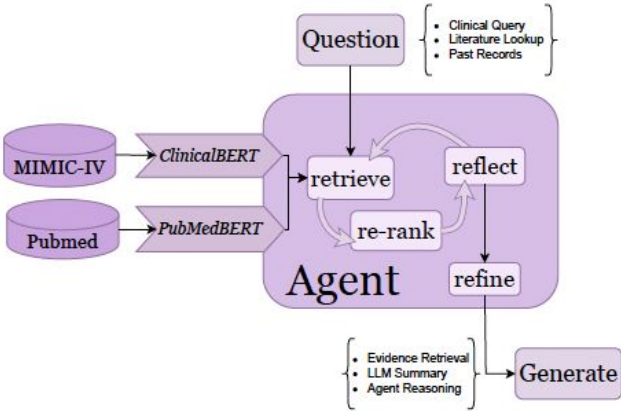 Question
• Clinical Query
• Literature Lookup
• Past Records
MIMIC-IV
ClinicalBERT
Pubmed
PubMedBERT
retrieve
reflect
re-rank
Agent
refine
• Evidence Retrieval
• LLM Summary
• Agent Reasoning
Generate